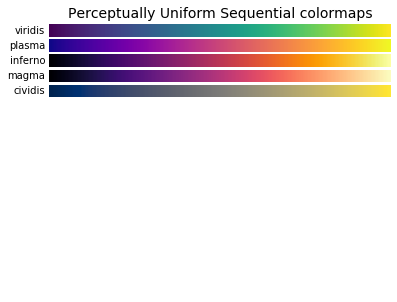 Perceptually Uniform Sequential colormaps
viridis
plasma
inferno
magma
cividis